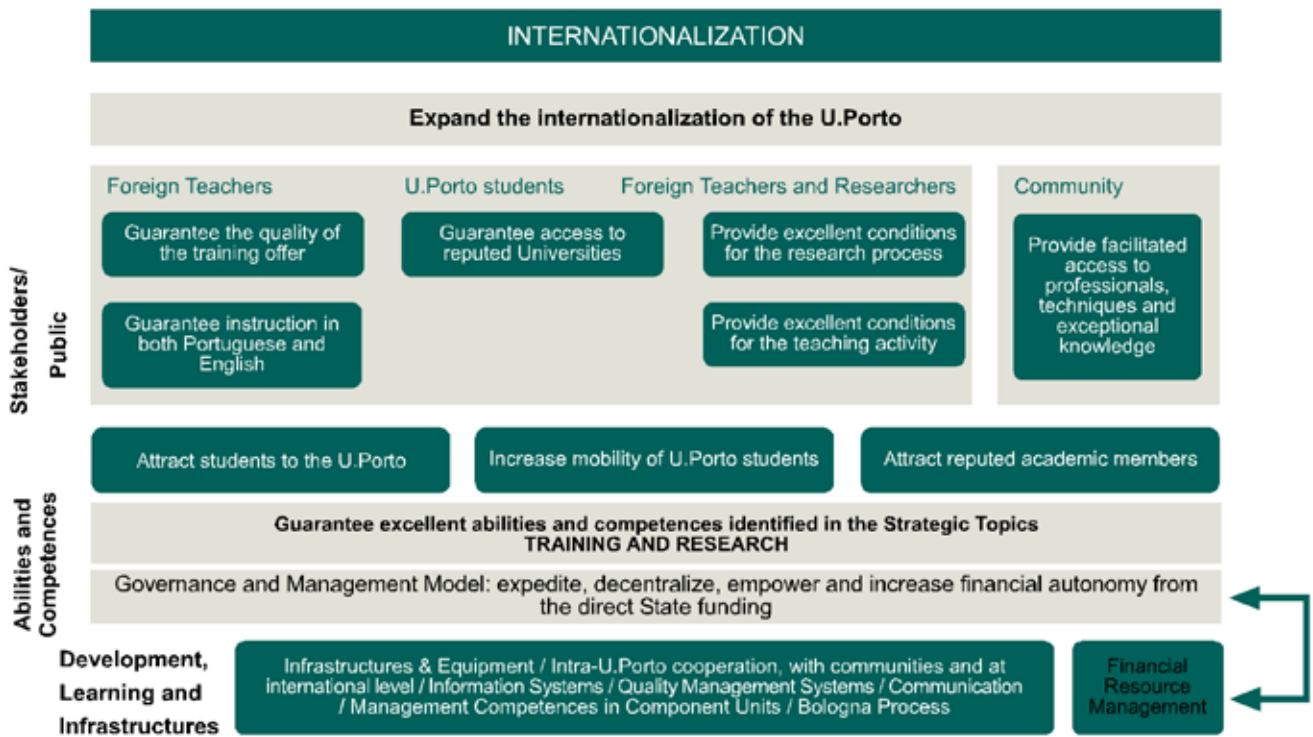 INTERNATIONALIZATION
Expand the internationalization of the U.Porto
Stakeholders/
Public
Foreign Teachers
Guarantee the quality of
the training offer
Guarantee instruction in
both Portuguese and
English
U.Porto students
Guarantee access to
reputed Universities
Foreign Teachers and Researchers
Provide excellent conditions
for the research process
Provide excellent conditions
for the teaching activity
Community
Provide facilitated
access to
professionals,
techniques and
exceptional
knowledge
Attract students to the U.Porto
Increase mobility of U.Porto students
Attract reputed academic members
Abilities and
Competences
Guarantee excellent abilities and competences identified in the Strategic Topics
TRAINING AND RESEARCH
Governance and Management Model: expedite, decentralize, empower and increase financial autonomy from
the direct State funding
Development,
Learning and
Infrastructures
Infrastructures & Equipment / Intra-U.Porto cooperation, with communities and at
international level / Information Systems / Quality Management Systems / Communication
/ Management Competences in Component Units / Bologna Process
Financial
Resource
Management